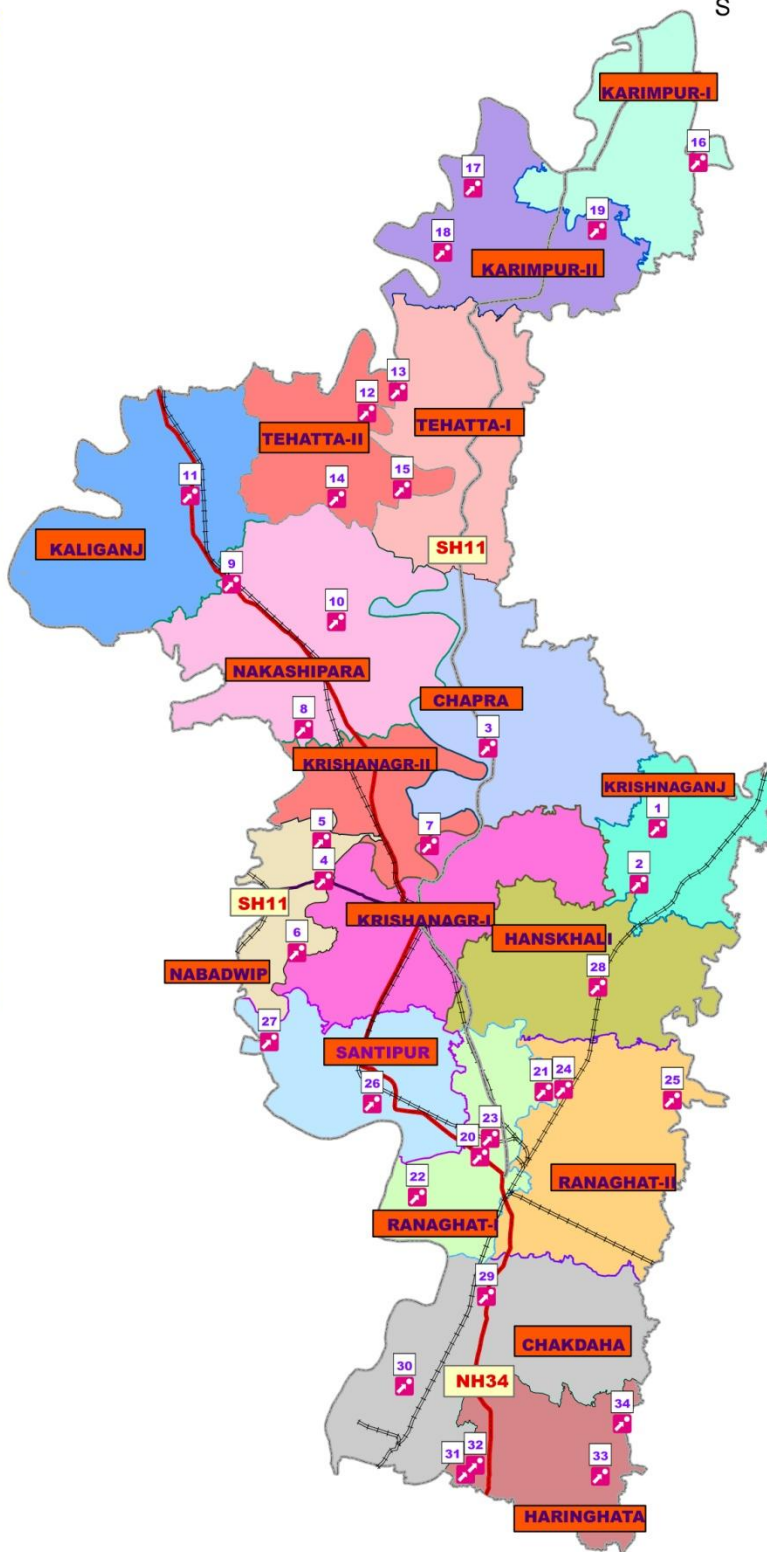 S
KARIMPUR-I
16
17
19
18
KARIMPUR-II
13
12
TEHATTA-I
TEHATTA-II
15
14
11
SH11
KALIGANJ
9
10
NAKASHIPARA
CHAPRA
8
3
KRISHANAGR-II
KRISHNAGANJ
1
5
7
4
2
SH11
KRISHANAGR-I
HANSKHALI
6
NABADWIP
28
27
SANTIPUR
26
21
24
25
23
20
22
RANAGHAT-II
RANAGHAT-I
29
CHAKDAHA
30
NH34
34
31
32
33
HARINGHATA